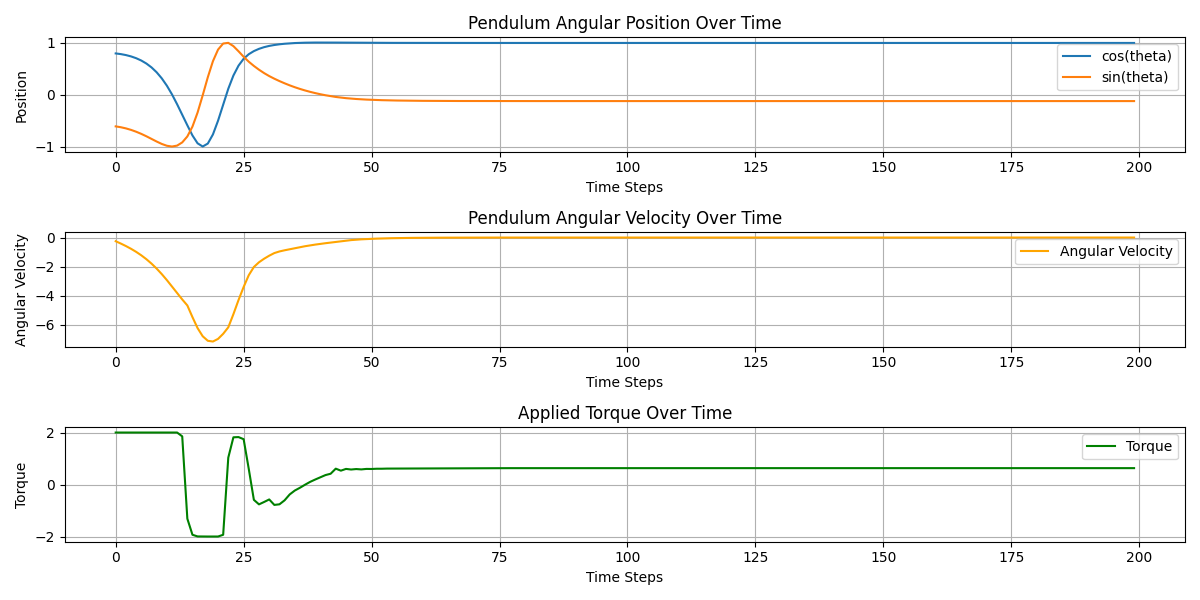 Pendulum Angular Position Over Time
Position
1
0
−1
cos(theta)
sin(theta)
0 25 50 75 100 125 150 175 200
Time Steps
Pendulum Angular Velocity Over Time
Angular Velocity
0
−2
−4
−6
Angular Velocity
0 25 50 75 100 125 150 175 200
Time Steps
Applied Torque Over Time
Torque
2
0
−2
Torque
0 25 50 75 100 125 150 175 200
Time Steps